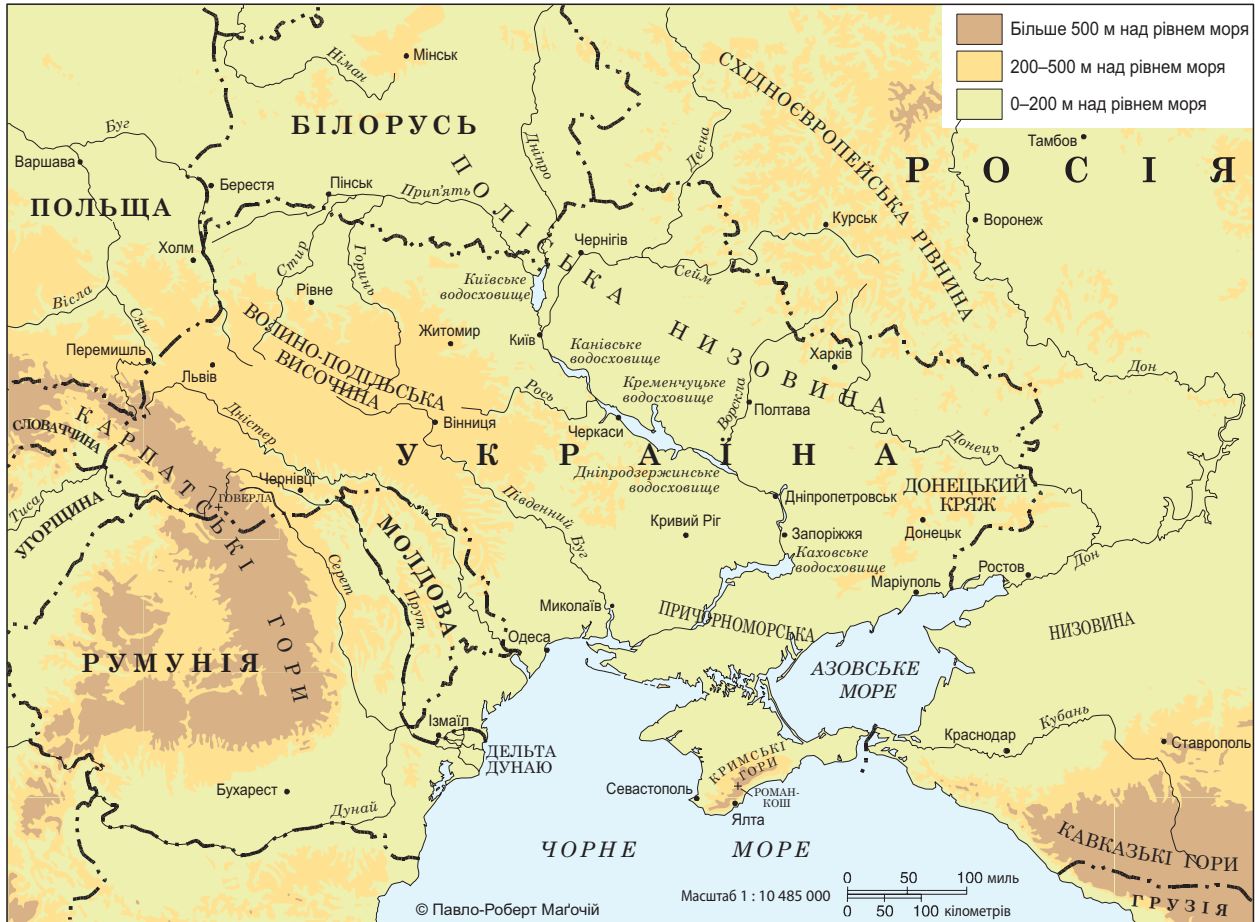 Більше 500 м над рівнем моря
200–500 м над рівнем моря
0–200 м над рівнем моря
Мінськ
Німан
БІЛОРУСЬ
Дніпро
Десна
СХІДНОЄВРОПЕЙСЬКА РІВНИНА
Тамбов
РОСІЯ
Буг
Варшава
Берестя
Пінськ
Прип'ять
ПОЛІСЬКА
НИЗОВИНА
ПОЛЬЩА
Воронеж
Курськ
Холм
Чернігів
Стир
Горинь
Сейм
Київське
водосховище
Рівне
Вісла
Сян
ВОЛИНО-ПОДІЛЬСЬКА
ВИСОЧИНА
Житомир
Київ
Канівське
водосховище
Харків
Перемишль
Львів
Кременчуцьке
водосховище
Дон
Рось
Ворскла
Полтава
СЛОВАЧЧИНА
КАРПАТСЬКІ
ГОРИ
Дністер
Вінниця
Черкаси
Донець
УКРАЇНА
Дніпродзержинське
водосховище
Чернівці
Тиса
ГОВЕРЛА
УГОРЩИНА
Південний
Буг
Дніпропетровськ
ДОНЕЦЬКИЙ
КРЯЖ
Кривий Ріг
Запоріжжя
Донецьк
МОЛДОВА
Каховське
водосховище
Серет
Прут
Маріуполь
Ростов
Дон
Миколаїв
ПРИЧОРНОМОРСЬКА
НИЗОВИНА
Одеса
РУМУНІЯ
АЗОВСЬКЕ
МОРЕ
Ізмаїл
ДЕЛЬТА
ДУНАЮ
Кубань
Краснодар
Ставрополь
КРИМСЬКІ
ГОРИ
Севастополь
РОМАН-
КОШ
Ялта
Бухарест
Дунай
КАВКАЗЬКІ ГОРИ
ЧОРНЕ МОРЕ
ГРУЗІЯ
0 50 100 миль
Масштаб 1 : 10 485 000
0 50 100 кілометрів
© Павло-Роберт Маґочій